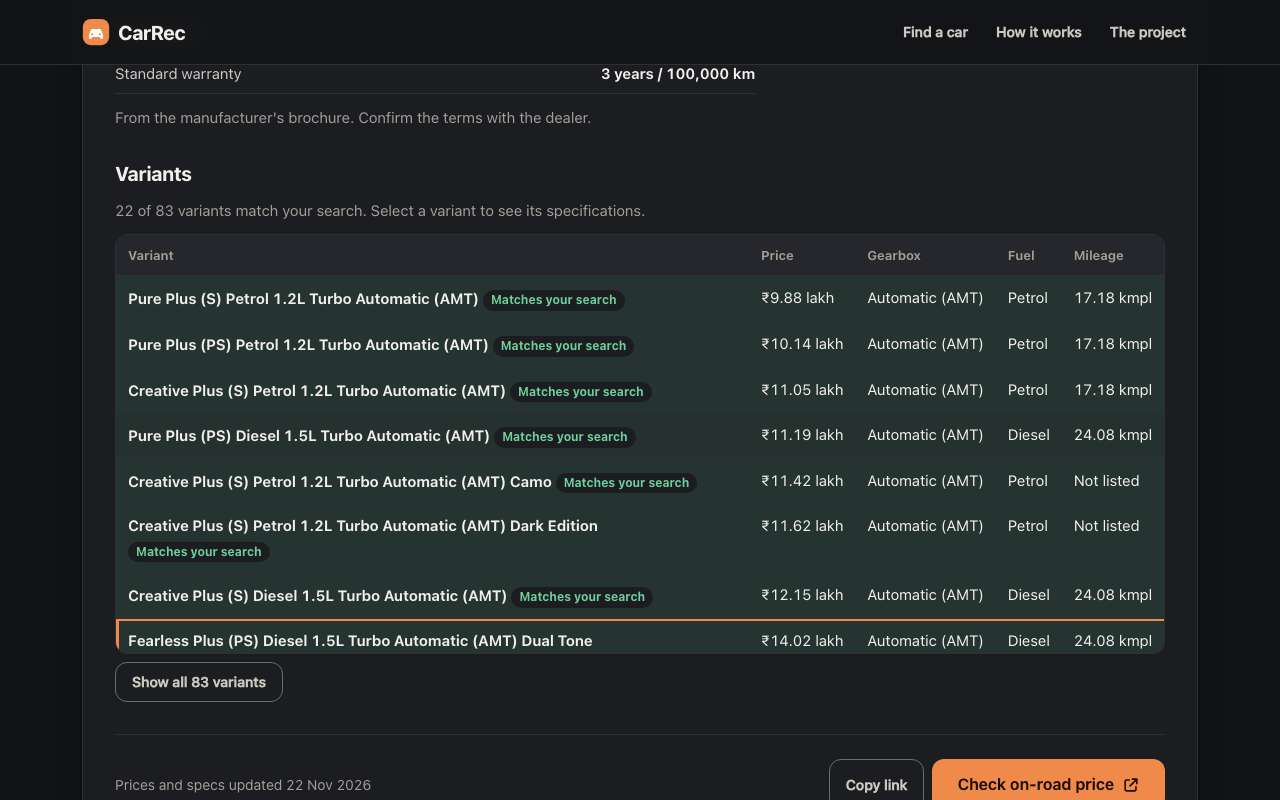 CarRec
Find a car
How it works
The project
Standard warranty 3 years / 100,000 km
From the manufacturer's brochure. Confirm the terms with the dealer.
Variants
22 of 83 variants match your search. Select a variant to see its specifications.
Variant Price Gearbox Fuel Mileage
Pure Plus (S) Petrol 1.2L Turbo Automatic (AMT) Matches your search ₹9.88 lakh Automatic (AMT) Petrol 17.18 kmpl
Pure Plus (PS) Petrol 1.2L Turbo Automatic (AMT) Matches your search ₹10.14 lakh Automatic (AMT) Petrol 17.18 kmpl
Creative Plus (S) Petrol 1.2L Turbo Automatic (AMT) Matches your search ₹11.05 lakh Automatic (AMT) Petrol 17.18 kmpl
Pure Plus (PS) Diesel 1.5L Turbo Automatic (AMT) Matches your search ₹11.19 lakh Automatic (AMT) Diesel 24.08 kmpl
Creative Plus (S) Petrol 1.2L Turbo Automatic (AMT) Camo Matches your search ₹11.42 lakh Automatic (AMT) Petrol Not listed
Creative Plus (S) Petrol 1.2L Turbo Automatic (AMT) Dark Edition ₹11.62 lakh Automatic (AMT) Petrol Not listed
Matches your search
Creative Plus (S) Diesel 1.5L Turbo Automatic (AMT) Matches your search ₹12.15 lakh Automatic (AMT) Diesel 24.08 kmpl
Fearless Plus (PS) Diesel 1.5L Turbo Automatic (AMT) Dual Tone ₹14.02 lakh Automatic (AMT) Diesel 24.08 kmpl
Show all 83 variants
Prices and specs updated 22 Nov 2026
Copy link
Check on-road price